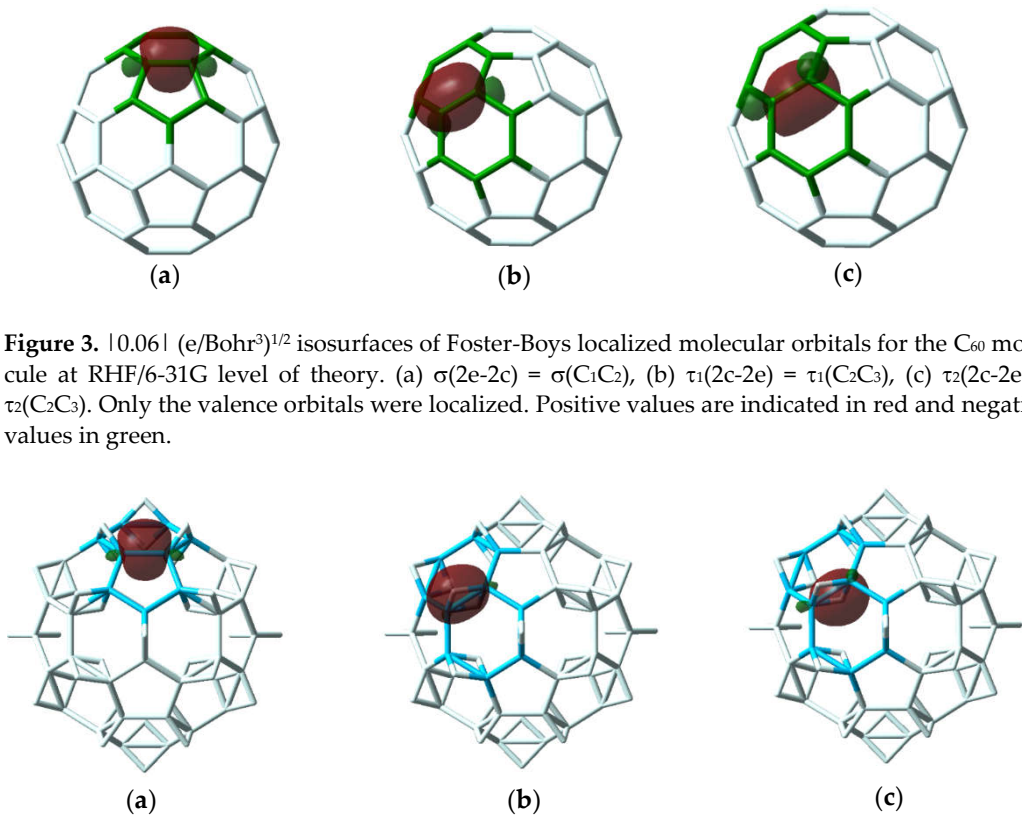 (a) (b) (c)
Figure 3. |0.06| (e/Bohr³)¹/² isosurfaces of Foster-Boys localized molecular orbitals for the C₆₀ mo
cule at RHF/6-31G level of theory. (a) σ(2e-2c) = σ(C₁C₂), (b) τ₁(2c-2e) = τ₁(C₂C₃), (c) τ₂(2c-2e
τ₂(C₂C₃). Only the valence orbitals were localized. Positive values are indicated in red and negati
values in green.
(a) (b) (c)